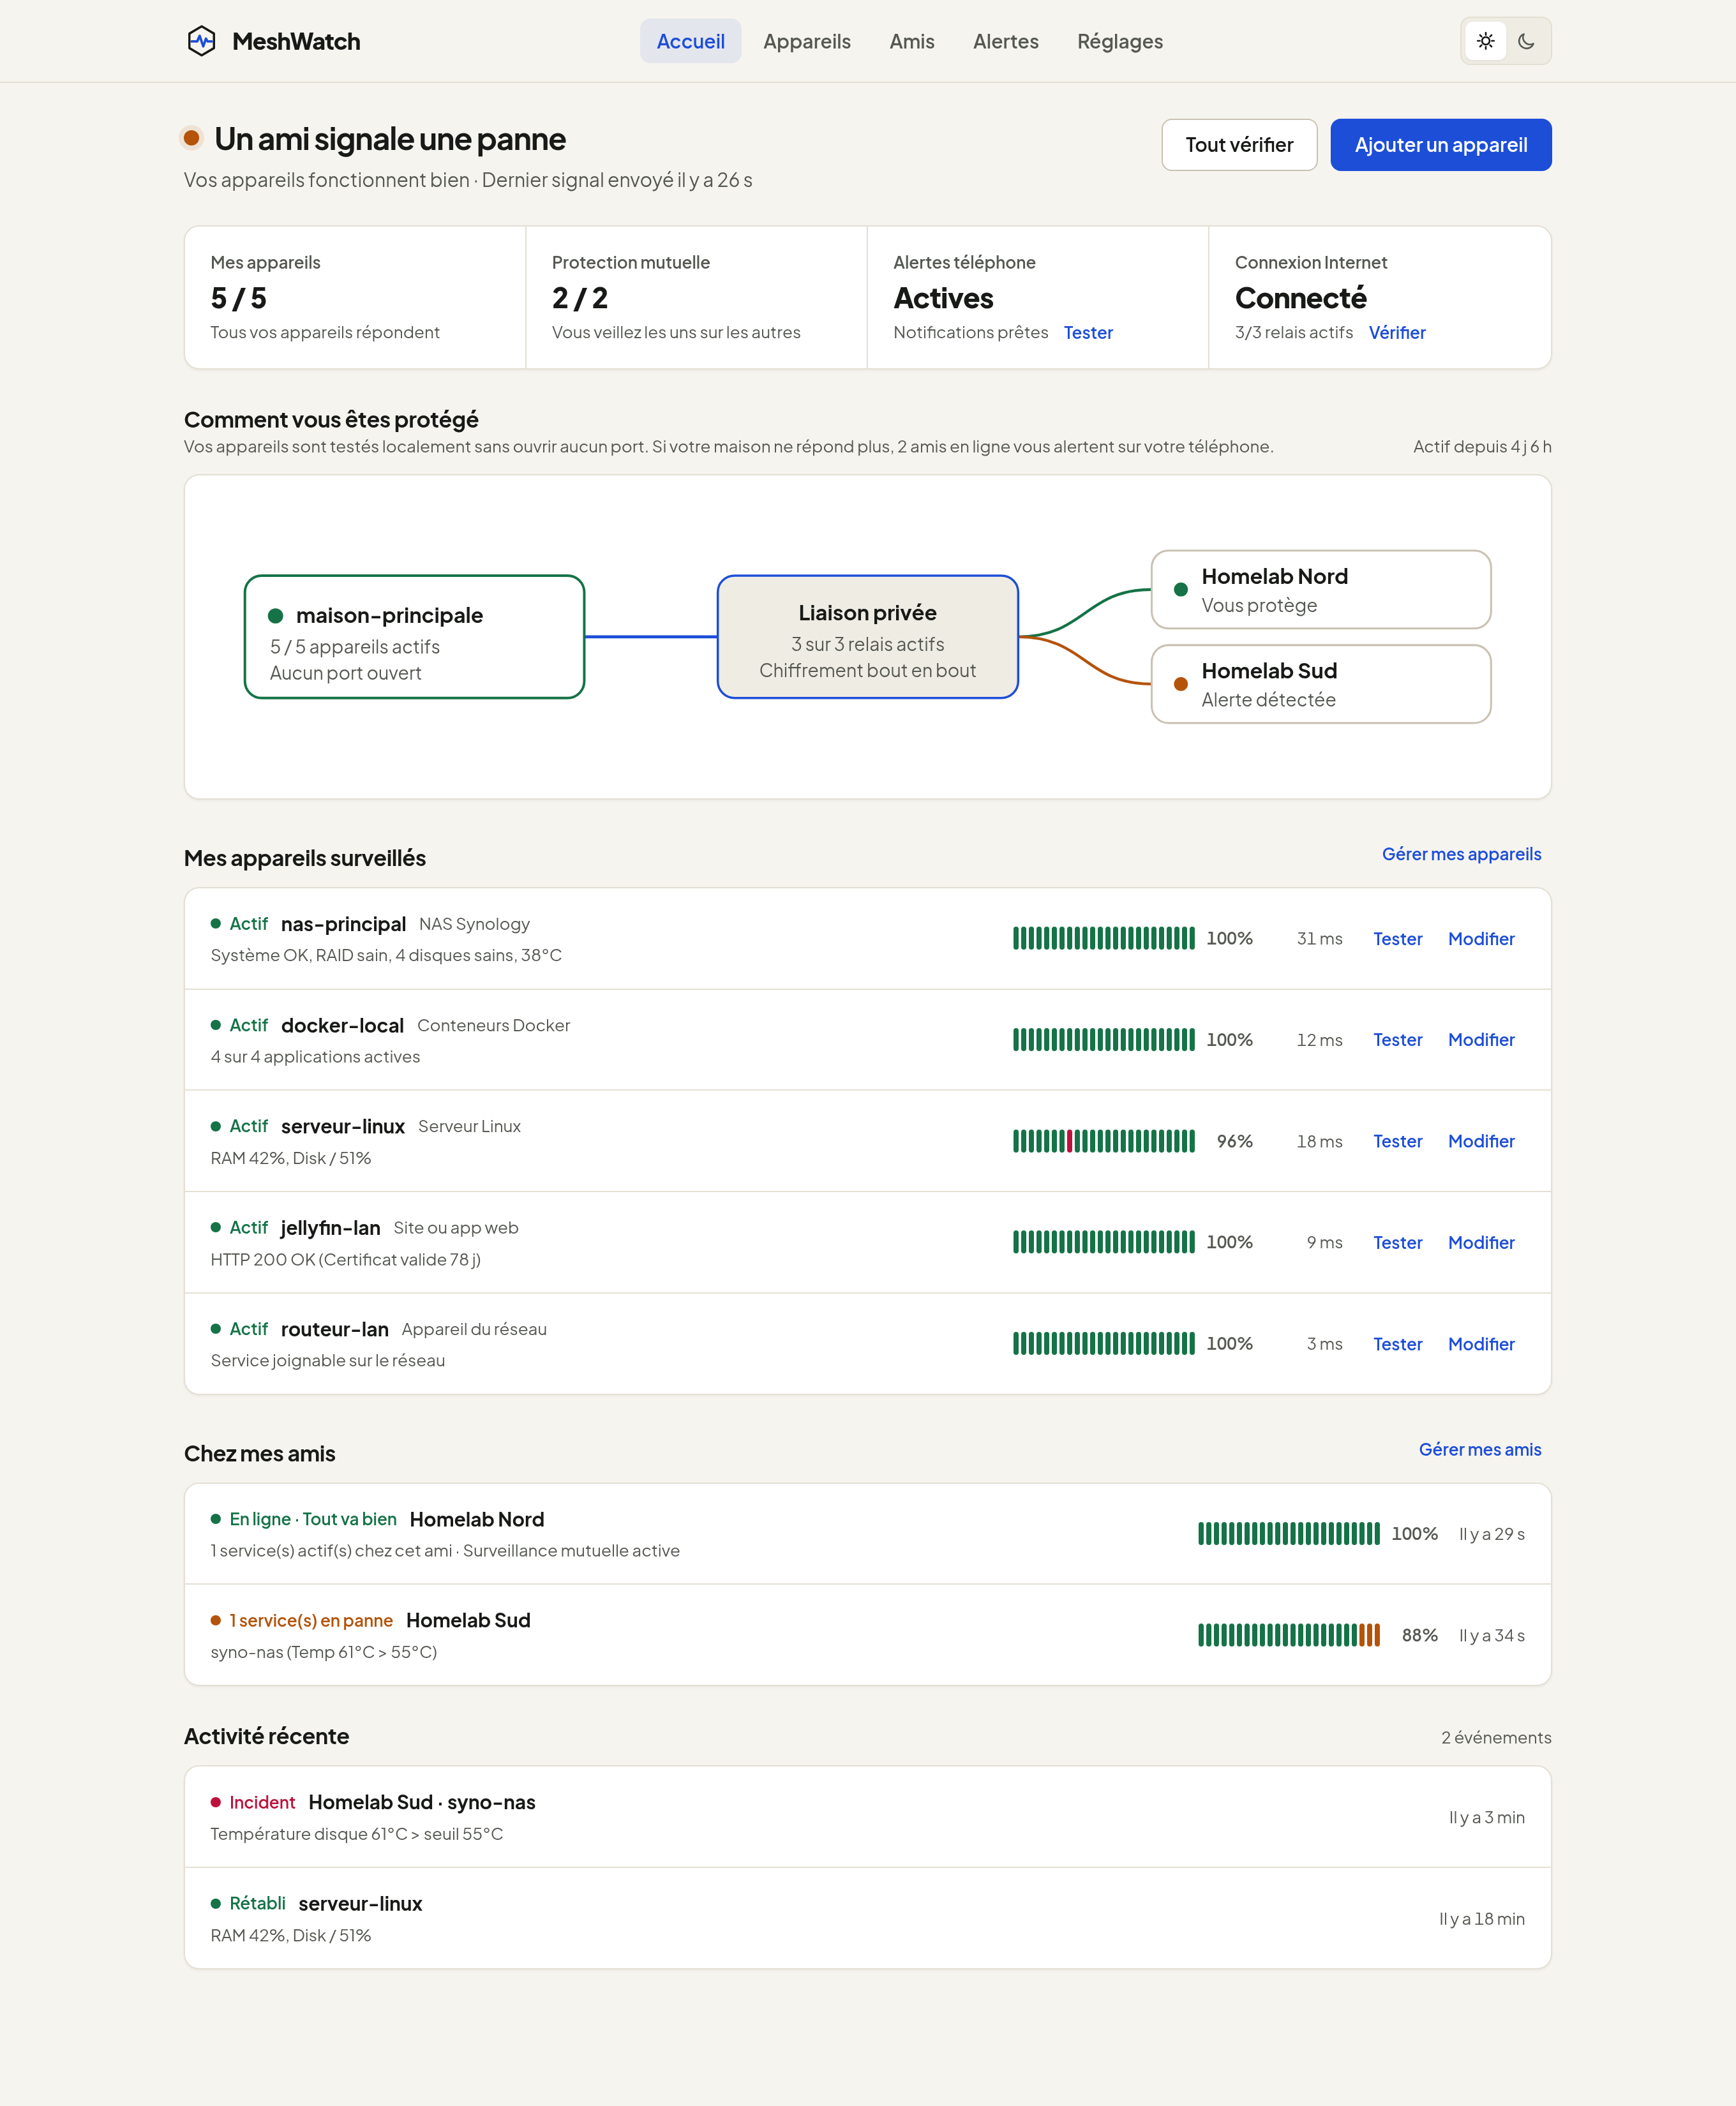 MeshWatch
Accueil
Appareils
Amis
Alertes
Réglages
Un ami signale une panne
Vos appareils fonctionnent bien · Dernier signal envoyé il y a 26 s
Tout vérifier
Ajouter un appareil
Mes appareils
5 / 5
Tous vos appareils répondent
Protection mutuelle
2 / 2
Vous veillez les uns sur les autres
Alertes téléphone
Actives
Notifications prêtes Tester
Connexion Internet
Connecté
3/3 relais actifs Vérifier
Comment vous êtes protégé
Vos appareils sont testés localement sans ouvrir aucun port. Si votre maison ne répond plus, 2 amis en ligne vous alertent sur votre téléphone.
Actif depuis 4 j 6 h
maison-principale
5 / 5 appareils actifs
Aucun port ouvert
Liaison privée
3 sur 3 relais actifs
Chiffrement bout en bout
Homelab Nord
Vous protège
Homelab Sud
Alerte détectée
Mes appareils surveillés
Gérer mes appareils
Actif nas-principal NAS Synology
Système OK, RAID sain, 4 disques sains, 38°C
100% 31 ms Tester Modifier
Actif docker-local Conteneurs Docker
4 sur 4 applications actives
100% 12 ms Tester Modifier
Actif serveur-linux Serveur Linux
RAM 42%, Disk / 51%
96% 18 ms Tester Modifier
Actif jellyfin-lan Site ou app web
HTTP 200 OK (Certificat valide 78 j)
100% 9 ms Tester Modifier
Actif routeur-lan Appareil du réseau
Service joignable sur le réseau
100% 3 ms Tester Modifier
Chez mes amis
Gérer mes amis
En ligne · Tout va bien Homelab Nord
1 service(s) actif(s) chez cet ami · Surveillance mutuelle active
100% Il y a 29 s
1 service(s) en panne Homelab Sud
syno-nas (Temp 61°C > 55°C)
88% Il y a 34 s
Activité récente
2 événements
Incident Homelab Sud · syno-nas
Température disque 61°C > seuil 55°C
Il y a 3 min
Rétabli serveur-linux
RAM 42%, Disk / 51%
Il y a 18 min